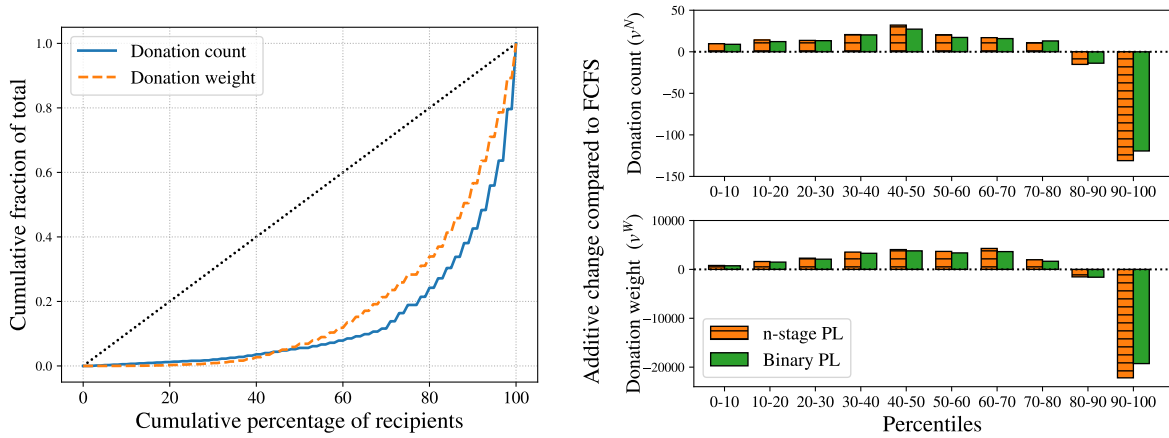 Cumulative fraction of total
1.0
0.8
0.6
0.4
0.2
0.0
Donation count
Donation weight
0 20 40 60 80 100
Cumulative percentage of recipients
Additive change compared to FCFS
Donation count (v^N)
50
0
−50
−100
−150
0-10 10-20 20-30 30-40 40-50 50-60 60-70 70-80 80-90 90-100
Donation weight (v^W)
10000
0
−10000
−20000
n-stage PL
Binary PL
0-10 10-20 20-30 30-40 40-50 50-60 60-70 70-80 80-90 90-100
Percentiles